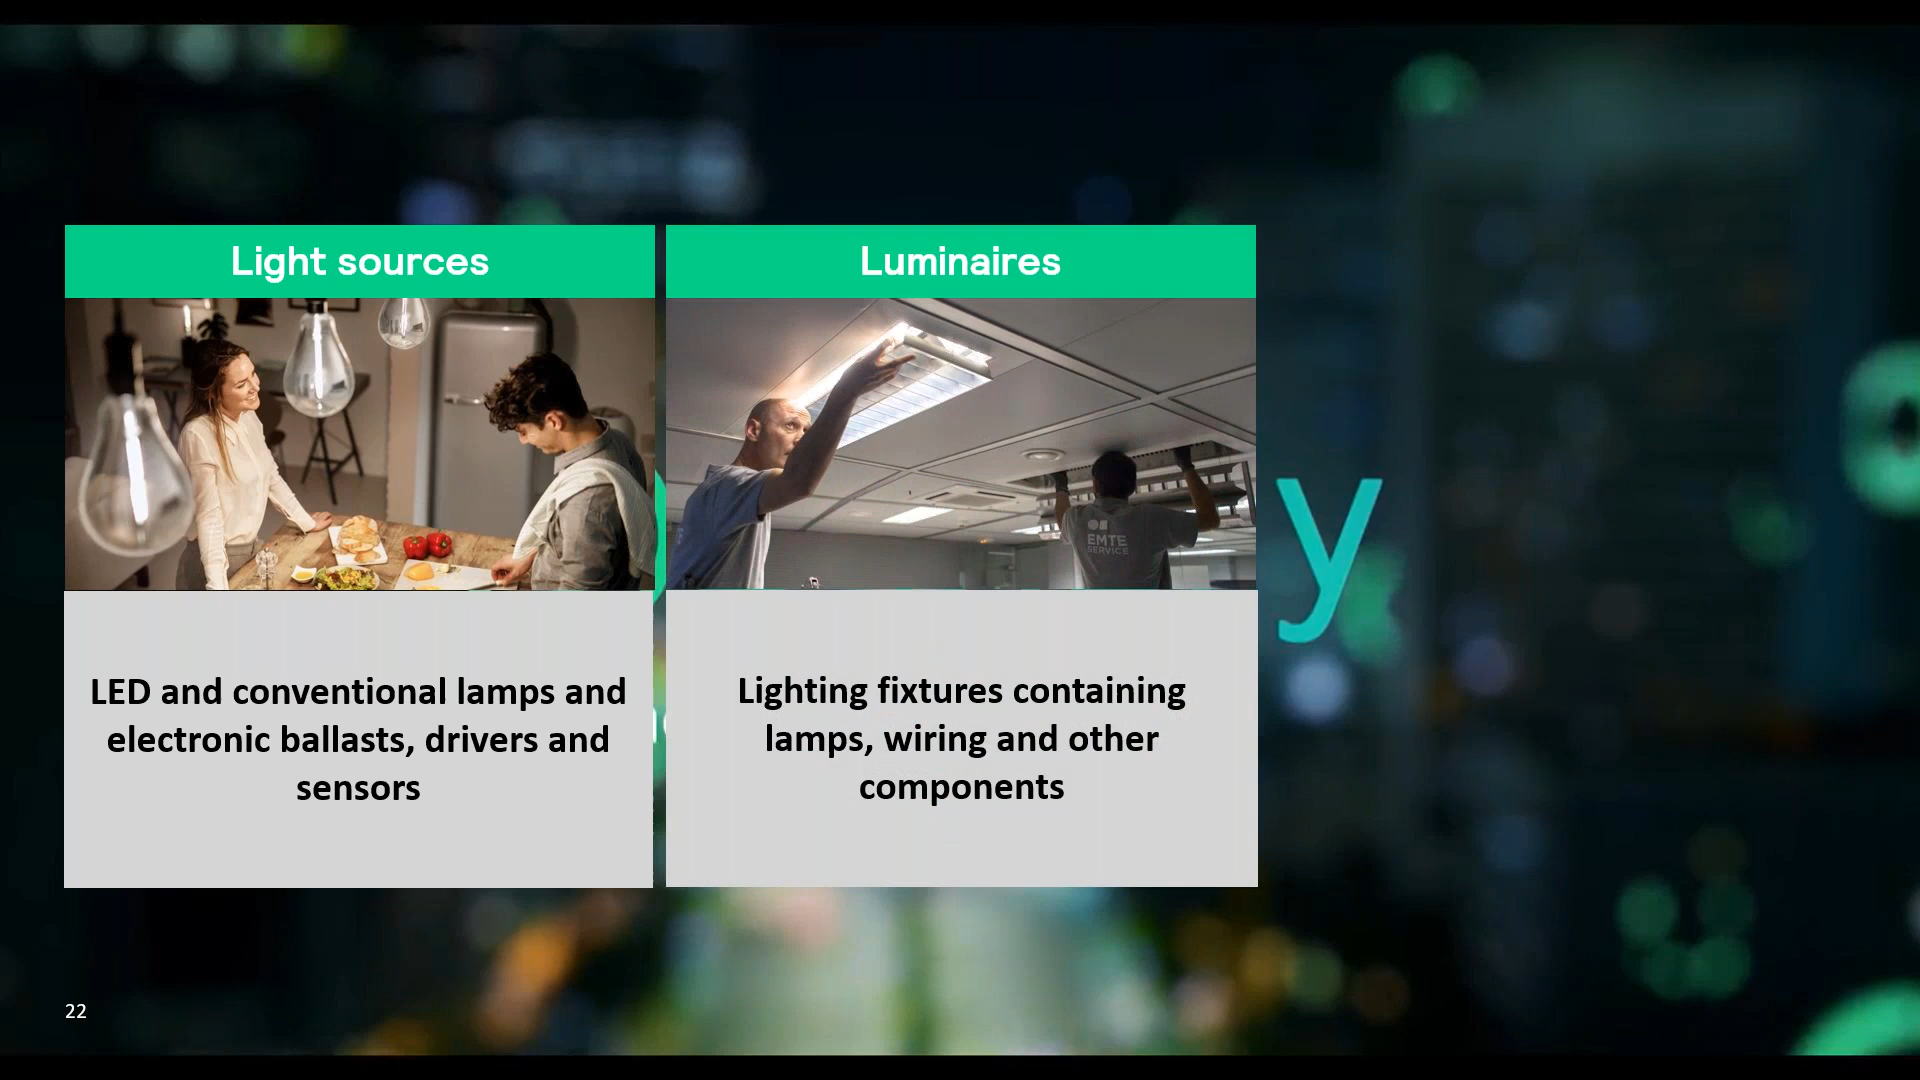 Light sources
Luminaires
EMTE
SERVICE
y
LED and conventional lamps and
electronic ballasts, drivers and
sensors
Lighting fixtures containing
lamps, wiring and other
components
22